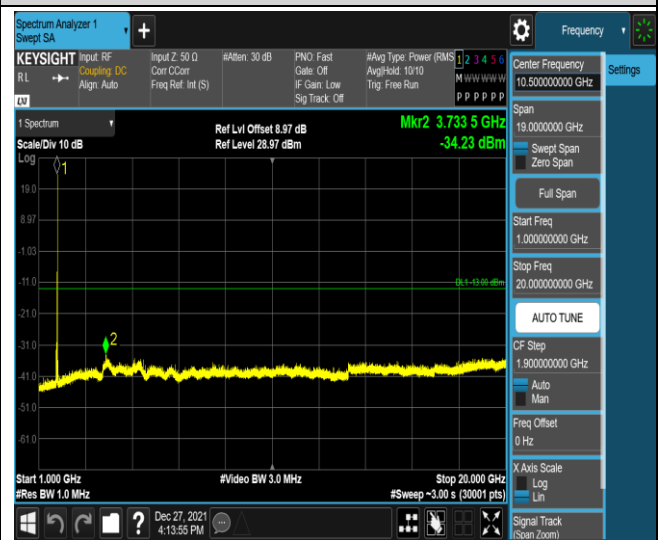 Spectrum Analyzer 1
Swept SA
+
Frequency
KEYSIGHT
RL
LXI
Input: RF
Coupling: DC
Align: Auto
Input Z: 50 Ω
Corr CCorr
Freq Ref: Int (S)
#Atten: 30 dB
PNO: Fast
Gate: Off
IF Gain: Low
Sig Track: Off
#Avg Type: Power (RMS
Avg|Hold: 10/10
Trig: Free Run
1 2 3 4 5 6
M W W W W W
P P P P P P
1 Spectrum
Scale/Div 10 dB
Log
Ref Lvl Offset 8.97 dB
Ref Level 28.97 dBm
Mkr2 3.733 5 GHz
-34.23 dBm
1
19.0
8.97
-1.03
-11.0
DL1 -13.00 dBm
-21.0
-31.0
2
-41.0
-51.0
-61.0
Start 1.000 GHz
#Res BW 1.0 MHz
#Video BW 3.0 MHz
Stop 20.000 GHz
#Sweep ~3.00 s (30001 pts)
?
Dec 27, 2021
4:13:55 PM
Center Frequency
10.500000000 GHz
Settings
Span
19.0000000 GHz
Swept Span
Zero Span
Full Span
Start Freq
1.000000000 GHz
Stop Freq
20.000000000 GHz
AUTO TUNE
CF Step
1.900000000 GHz
Auto
Man
Freq Offset
0 Hz
X Axis Scale
Log
Lin
Signal Track
(Span Zoom)